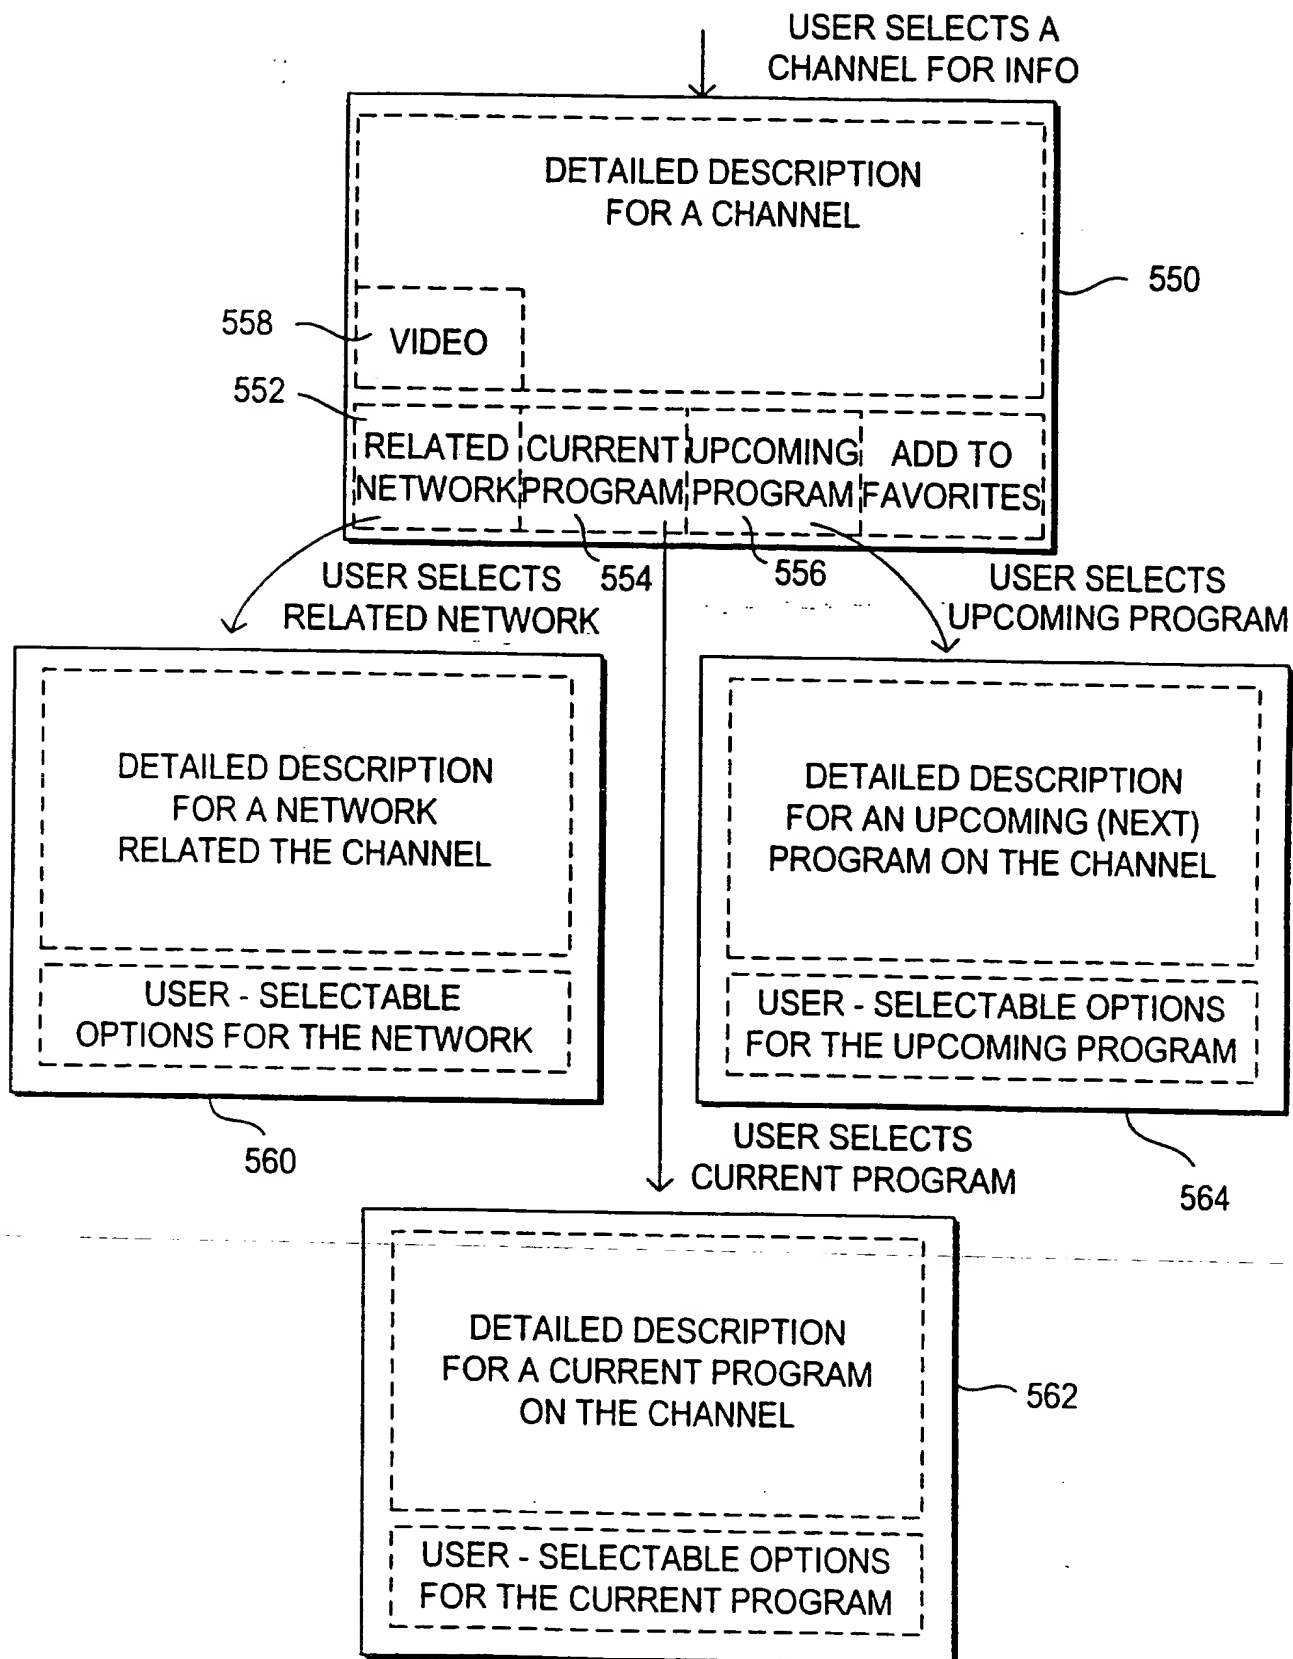 USER SELECTS A
CHANNEL FOR INFO
DETAILED DESCRIPTION
FOR A CHANNEL
550
558
VIDEO
552
RELATED
NETWORK
CURRENT
PROGRAM
UPCOMING
PROGRAM
ADD TO
FAVORITES
554
556
USER SELECTS
RELATED NETWORK
USER SELECTS
UPCOMING PROGRAM
DETAILED DESCRIPTION
FOR A NETWORK
RELATED THE CHANNEL
USER - SELECTABLE
OPTIONS FOR THE NETWORK
560
DETAILED DESCRIPTION
FOR AN UPCOMING (NEXT)
PROGRAM ON THE CHANNEL
USER - SELECTABLE OPTIONS
FOR THE UPCOMING PROGRAM
564
USER SELECTS
CURRENT PROGRAM
DETAILED DESCRIPTION
FOR A CURRENT PROGRAM
ON THE CHANNEL
562
USER - SELECTABLE OPTIONS
FOR THE CURRENT PROGRAM